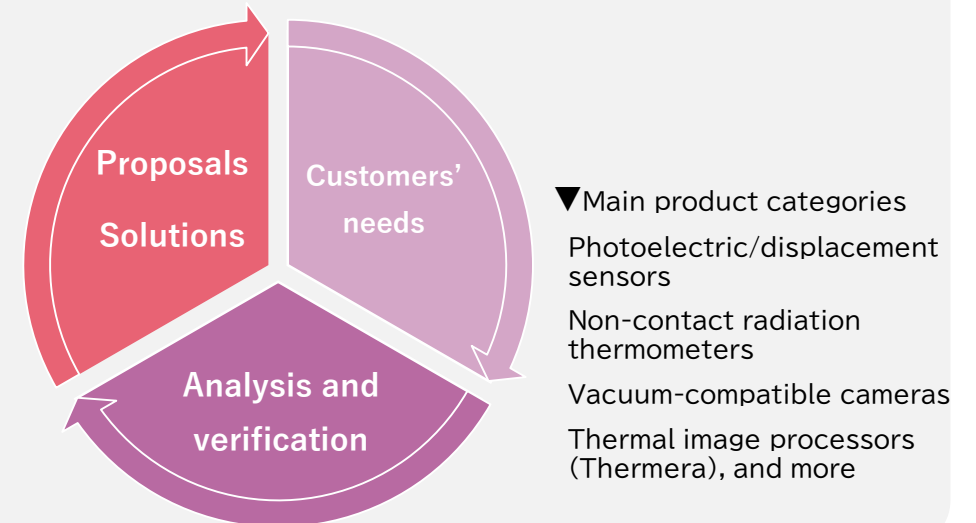 Proposals
Solutions
Customers’
needs
Analysis and
verification
▼Main product categories
Photoelectric/displacement
sensors
Non-contact radiation
thermometers
Vacuum-compatible cameras
Thermal image processors
(Thermera), and more